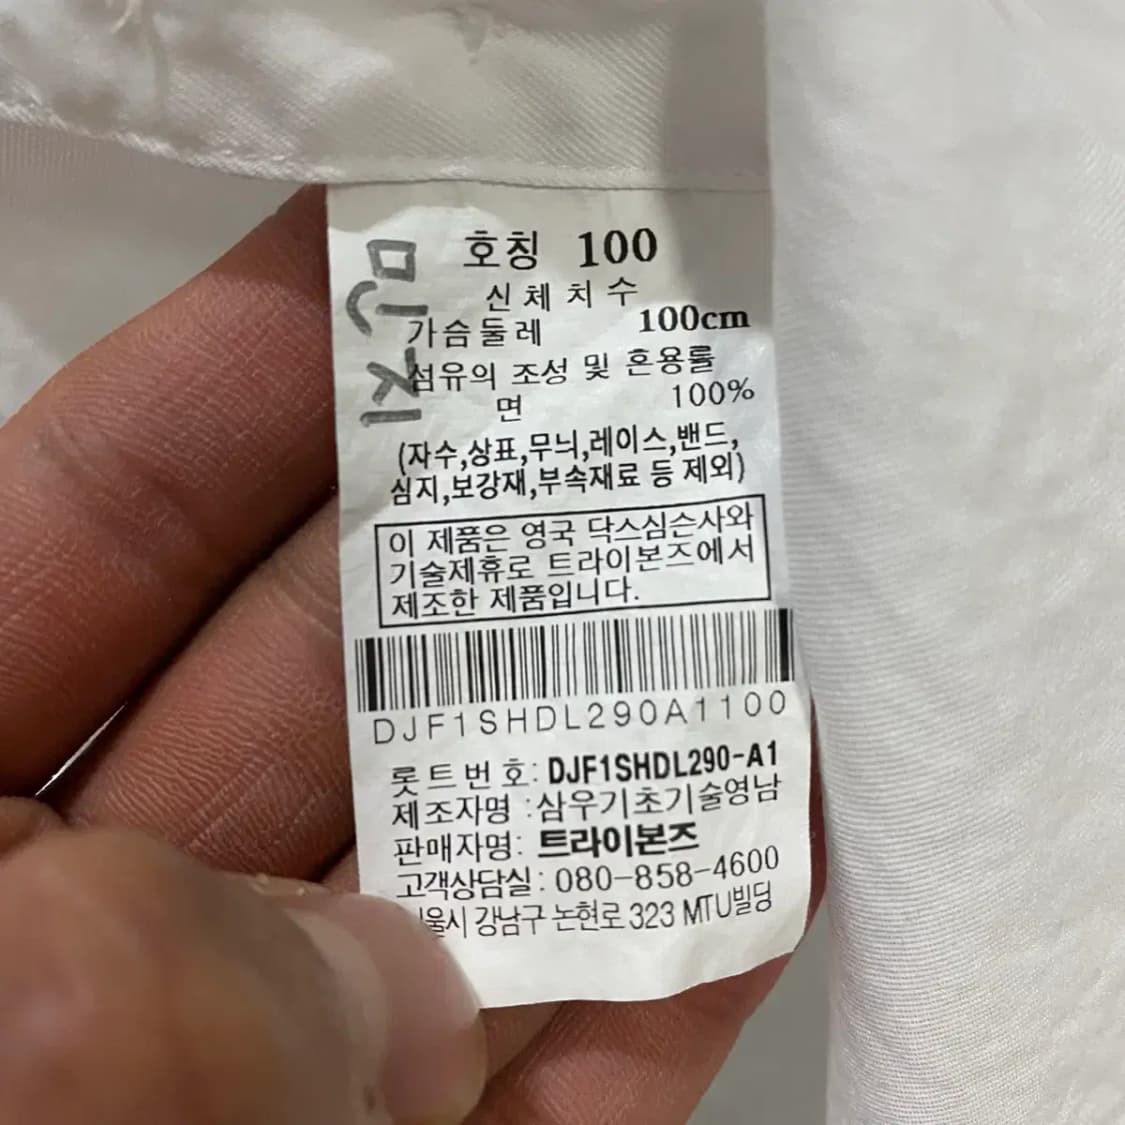 민지
호칭 100
신체치수
가슴둘레 100cm
섬유의 조성 및 혼용률
면 100%
(자수,상표,무늬,레이스,밴드,
심지,보강재,부속재료 등 제외)
이 제품은 영국 닥스심슨사와
기술제휴로 트라이본즈에서
제조한 제품입니다.
DJF1SHDL290A1100
롯트번호: DJF1SHDL290-A1
제조자명 :삼우기초기술영남
판매자명: 트라이본즈
고객상담실: 080-858-4600
강남구 논현로 323 MTU빌딩